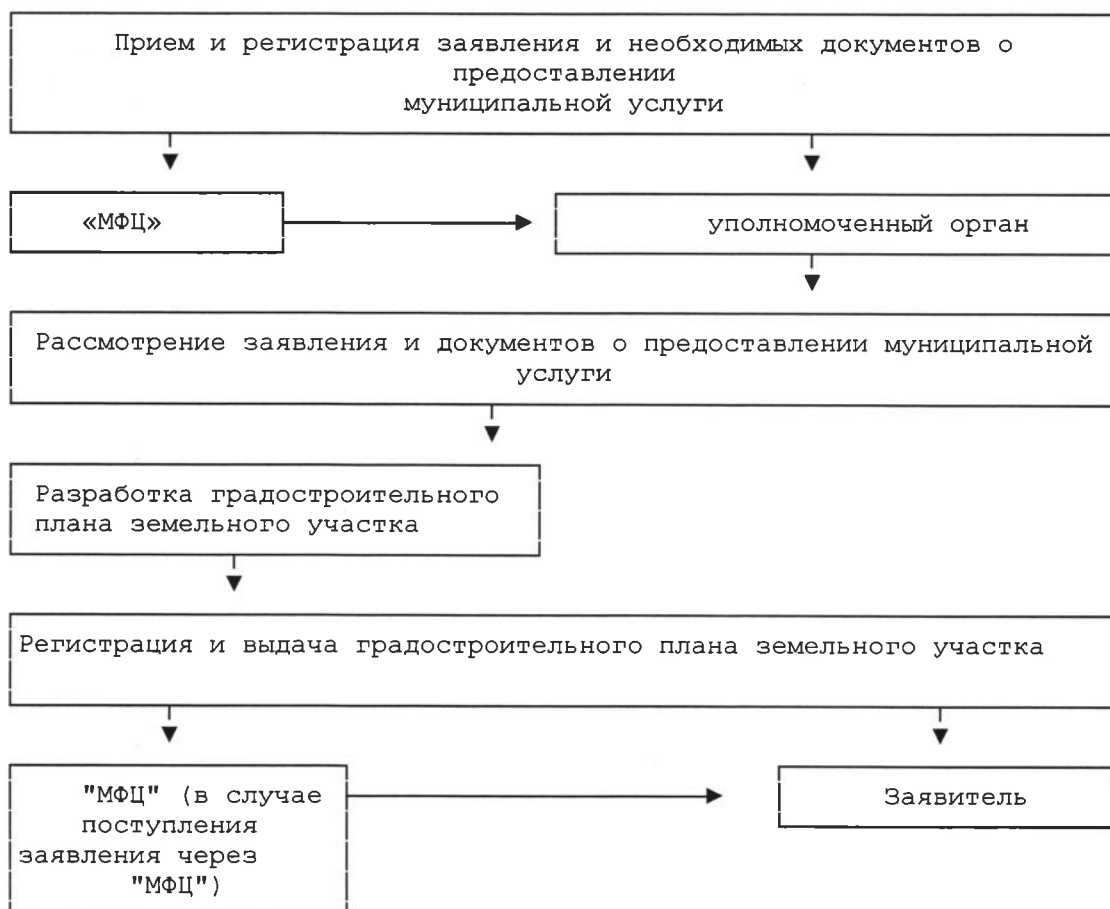 Прием и регистрация заявления и необходимых документов о
предоставлении
муниципальной услуги
«МФЦ»
уполномоченный орган
Рассмотрение заявления и документов о предоставлении муниципальной
услуги
Разработка градостроительного
плана земельного участка
Регистрация и выдача градостроительного плана земельного участка
"МФЦ" (в случае
поступления
заявления через
"МФЦ")
Заявитель